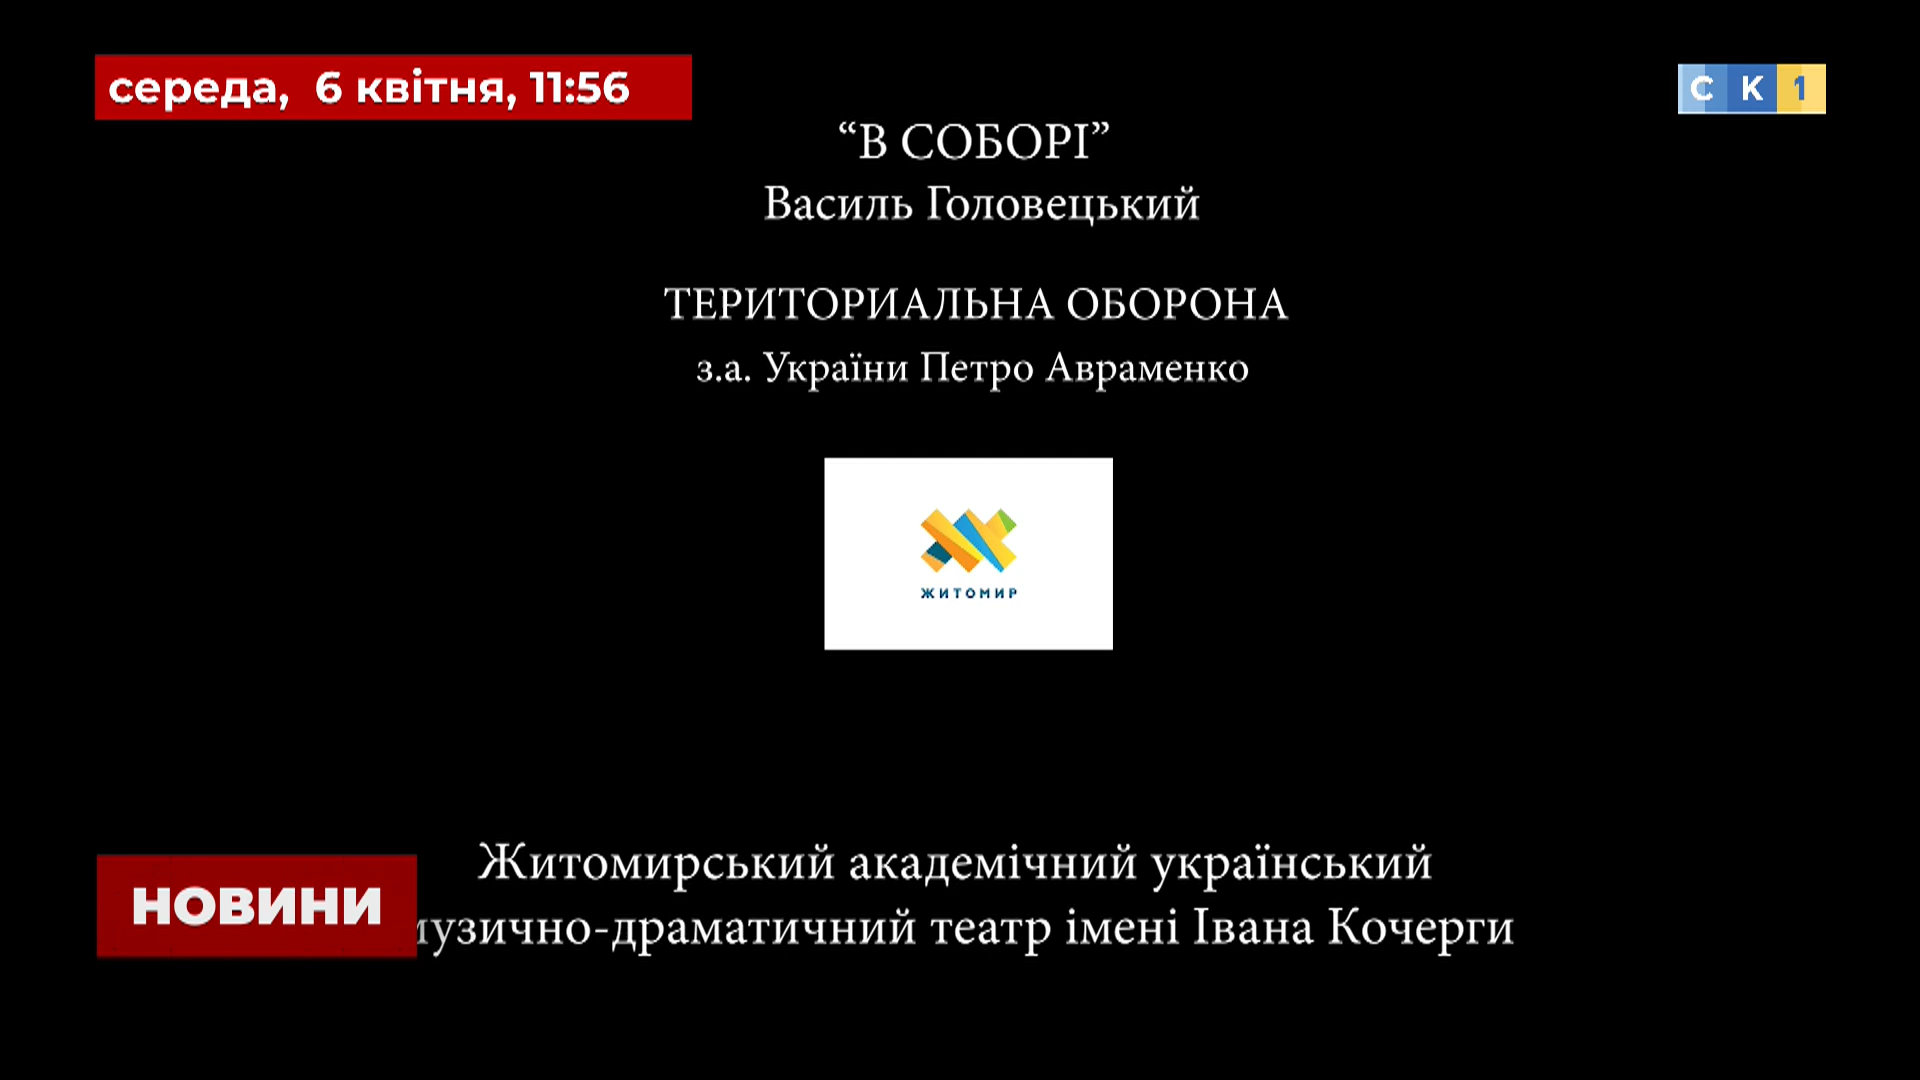 середа, 6 квітня, 11:56
СК1
“В СОБОРІ”
Василь Головецький
ТЕРИТОРИАЛЬНА ОБОРОНА
з.а. України Петро Авраменко
ЖИТОМИР
Житомирський академічний український
музично-драматичний театр імені Івана Кочерги
НОВИНИ